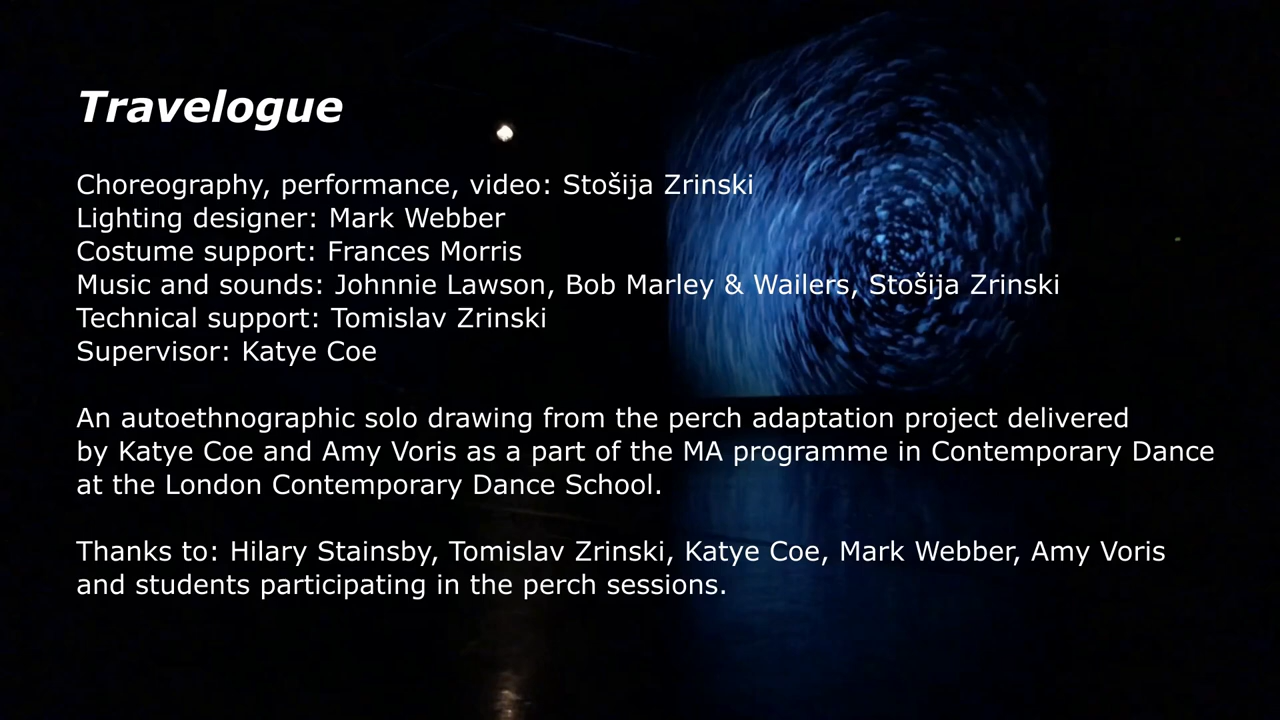 Travelogue
Choreography, performance, video: Stošija Zrinski
Lighting designer: Mark Webber
Costume support: Frances Morris
Music and sounds: Johnnie Lawson, Bob Marley & Wailers, Stošija Zrinski
Technical support: Tomislav Zrinski
Supervisor: Katye Coe
An autoethnographic solo drawing from the perch adaptation project delivered
by Katye Coe and Amy Voris as a part of the MA programme in Contemporary Dance
at the London Contemporary Dance School.
Thanks to: Hilary Stainsby, Tomislav Zrinski, Katye Coe, Mark Webber, Amy Voris
and students participating in the perch sessions.